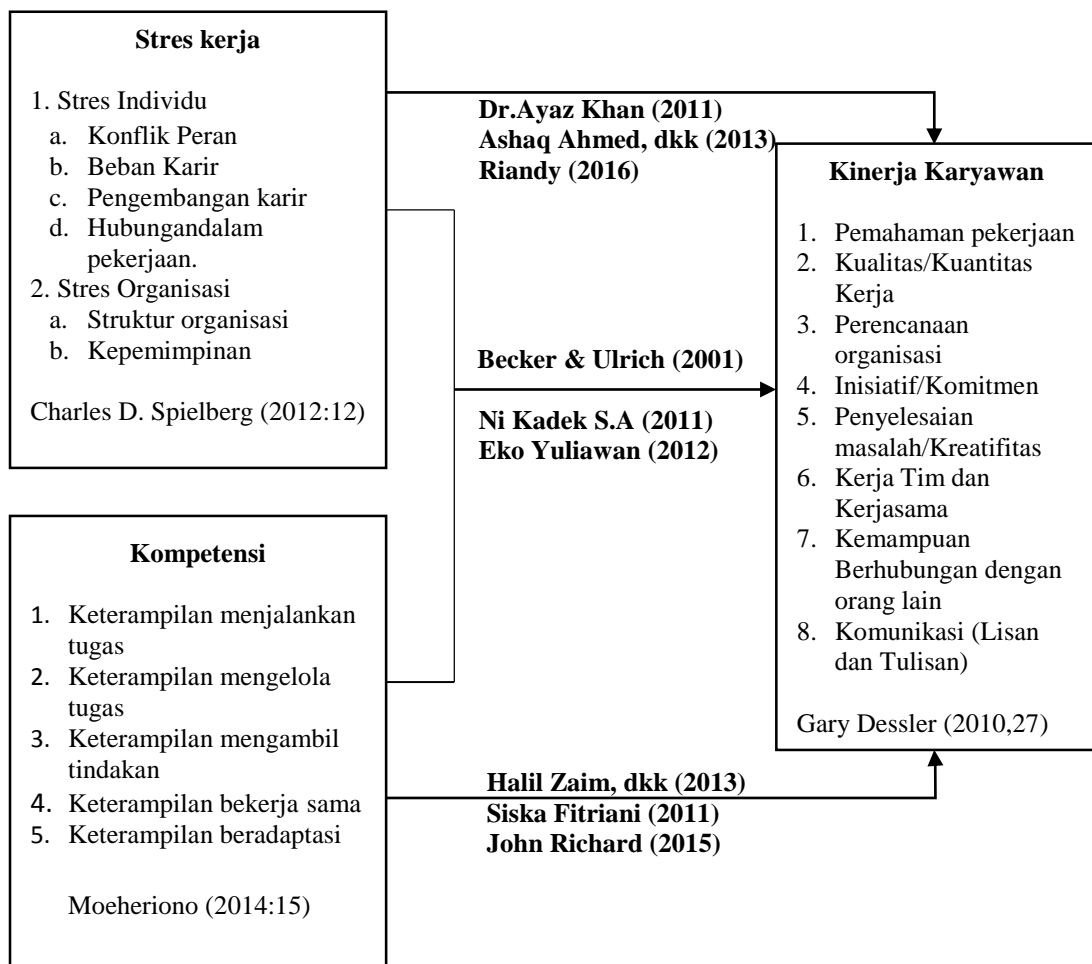 Stres kerja
1. Stres Individu
a. Konflik Peran
b. Beban Karir
c. Pengembangan karir
d. Hubungandalam
pekerjaan.
2. Stres Organisasi
a. Struktur organisasi
b. Kepemimpinan
Charles D. Spielberg (2012:12)
Dr.Ayaz Khan (2011)
Ashaq Ahmed, dkk (2013)
Riandy (2016)
Becker & Ulrich (2001)
Ni Kadek S.A (2011)
Eko Yuliawan (2012)
Kompetensi
1. Keterampilan menjalankan
tugas
2. Keterampilan mengelola
tugas
3. Keterampilan mengambil
tindakan
4. Keterampilan bekerja sama
5. Keterampilan beradaptasi
Moeheriono (2014:15)
Halil Zaim, dkk (2013)
Siska Fitriani (2011)
John Richard (2015)
Kinerja Karyawan
1. Pemahaman pekerjaan
2. Kualitas/Kuantitas
Kerja
3. Perencanaan
organisasi
4. Inisiatif/Komitmen
5. Penyelesaian
masalah/Kreatifitas
6. Kerja Tim dan
Kerjasama
7. Kemampuan
Berhubungan dengan
orang lain
8. Komunikasi (Lisan
dan Tulisan)
Gary Dessler (2010,27)